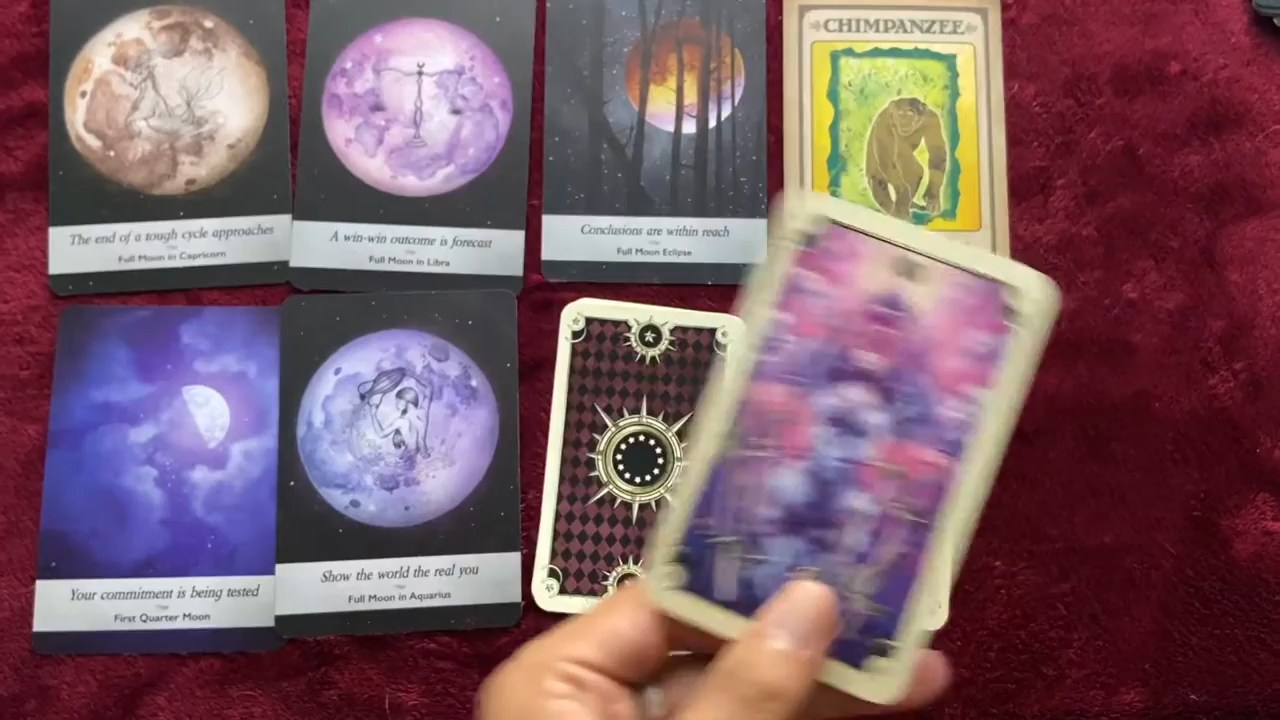 The end of a tough cycle approaches
Full Moon in Capricorn
A win-win outcome is forecast
Full Moon in Libra
Conclusions are within reach
Full Moon Eclipse
CHIMPANZEE
Your commitment is being tested
First Quarter Moon
Show the world the real you
Full Moon in Aquarius